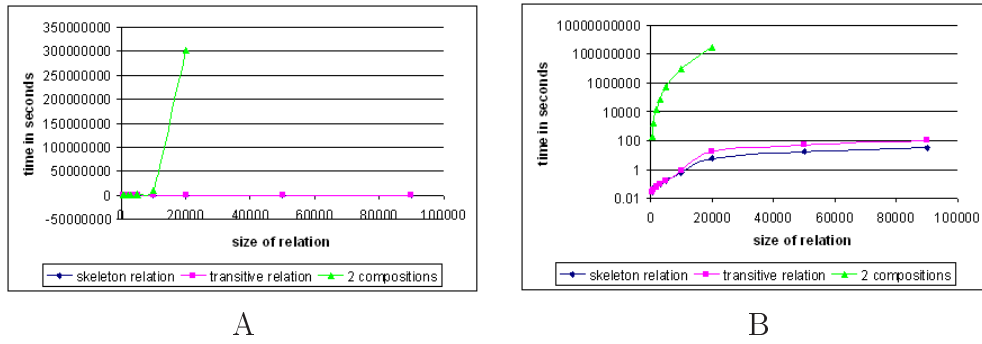 350000000
300000000
250000000
200000000
150000000
100000000
50000000
0
-50000000
time in seconds
0 20000 40000 60000 80000 100000
size of relation
skeleton relation transitive relation 2 compositions
A
10000000000
100000000
1000000
10000
100
1
0.01
time in seconds
0 20000 40000 60000 80000 100000
size of relation
skeleton relation transitive relation 2 compositions
B